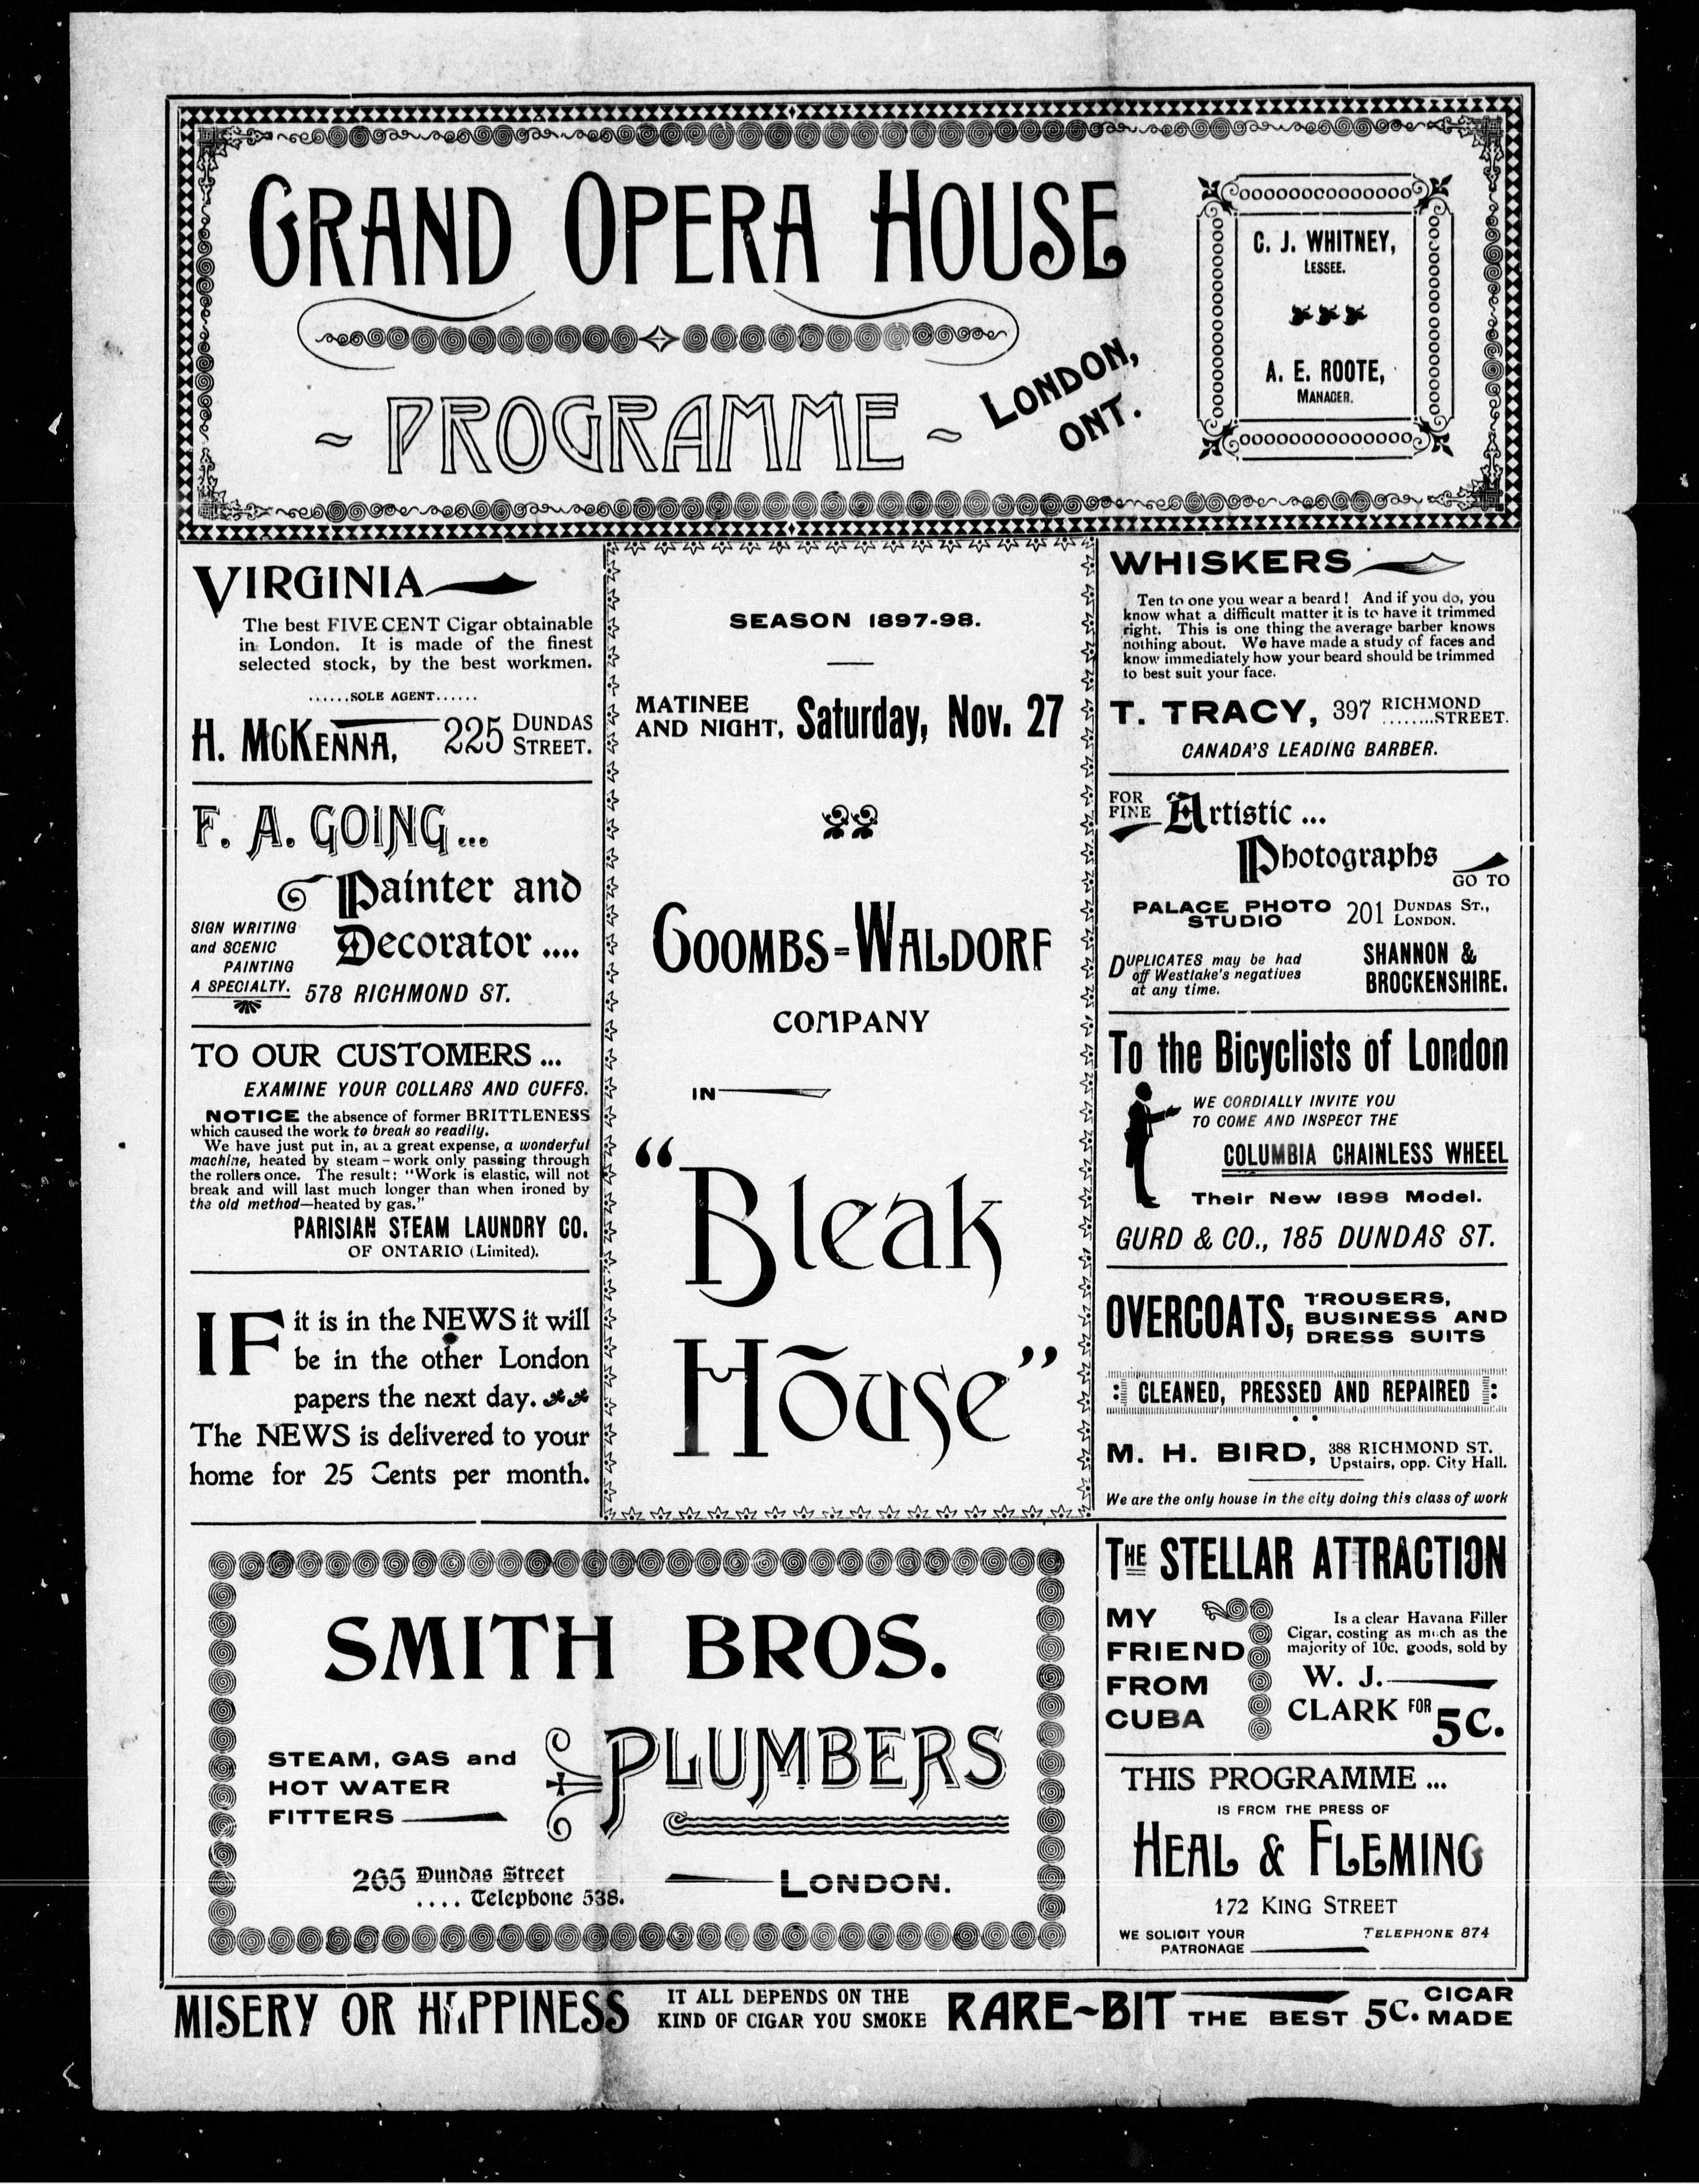 GRAND OPERA HOUSE
~ PROGRAMME ~
LONDON,
ONT.
C. J. WHITNEY,
LESSEE.
A. E. ROOTE,
MANAGER.
VIRGINIA
The best FIVE CENT Cigar obtainable
in London. It is made of the finest
selected stock, by the best workmen.
......SOLE AGENT......
H. MCKENNA, 225 DUNDAS
STREET.
F. A. GOING...
Painter and
Decorator ....
SIGN WRITING
and SCENIC
PAINTING
A SPECIALTY.
578 RICHMOND ST.
TO OUR CUSTOMERS ...
EXAMINE YOUR COLLARS AND CUFFS.
NOTICE the absence of former BRITTLENESS
which caused the work to break so readily.
We have just put in, at a great expense, a wonderful
machine, heated by steam–work only passing through
the rollers once. The result: "Work is elastic, will not
break and will last much longer than when ironed by
the old method—heated by gas."
PARISIAN STEAM LAUNDRY CO.
OF ONTARIO (Limited).
IF it is in the NEWS it will
be in the other London
papers the next day.
The NEWS is delivered to your
home for 25 Cents per month.
SEASON 1897-98.
MATINEE
AND NIGHT, Saturday, Nov. 27
COOMBS=WALDORF
COMPANY
IN
"Bleak
House"
WHISKERS
Ten to one you wear a beard! And if you do, you
know what a difficult matter it is to have it trimmed
right. This is one thing the average barber knows
nothing about. We have made a study of faces and
know immediately how your beard should be trimmed
to best suit your face.
T. TRACY, 397 RICHMOND
........STREET.
CANADA'S LEADING BARBER.
FOR
FINE Artistic ...
Photographs
GO TO
PALACE PHOTO
STUDIO
201 DUNDAS ST.,
LONDON.
DUPLICATES may be had
off Westlake's negatives
at any time.
SHANNON &
BROCKENSHIRE.
To the Bicyclists of London
WE CORDIALLY INVITE YOU
TO COME AND INSPECT THE
COLUMBIA CHAINLESS WHEEL
Their New 1898 Model.
GURD & CO., 185 DUNDAS ST.
OVERCOATS, TROUSERS,
BUSINESS AND
DRESS SUITS
CLEANED, PRESSED AND REPAIRED
M. H. BIRD, 388 RICHMOND ST.
Upstairs, opp. City Hall.
We are the only house in the city doing this class of work
SMITH BROS.
STEAM, GAS and
HOT WATER
FITTERS
PLUMBERS
265 Dundas Street
.... Telephone 538.
LONDON.
THE STELLAR ATTRACTION
MY
FRIEND
FROM
CUBA
Is a clear Havana Filler
Cigar, costing as much as the
majority of 10c. goods, sold by
W. J.
CLARK FOR 5C.
THIS PROGRAMME ...
IS FROM THE PRESS OF
HEAL & FLEMING
172 KING STREET
WE SOLICIT YOUR
PATRONAGE
TELEPHONE 874
MISERY OR HAPPINESS IT ALL DEPENDS ON THE
KIND OF CIGAR YOU SMOKE RARE~BIT THE BEST 5C. CIGAR
MADE